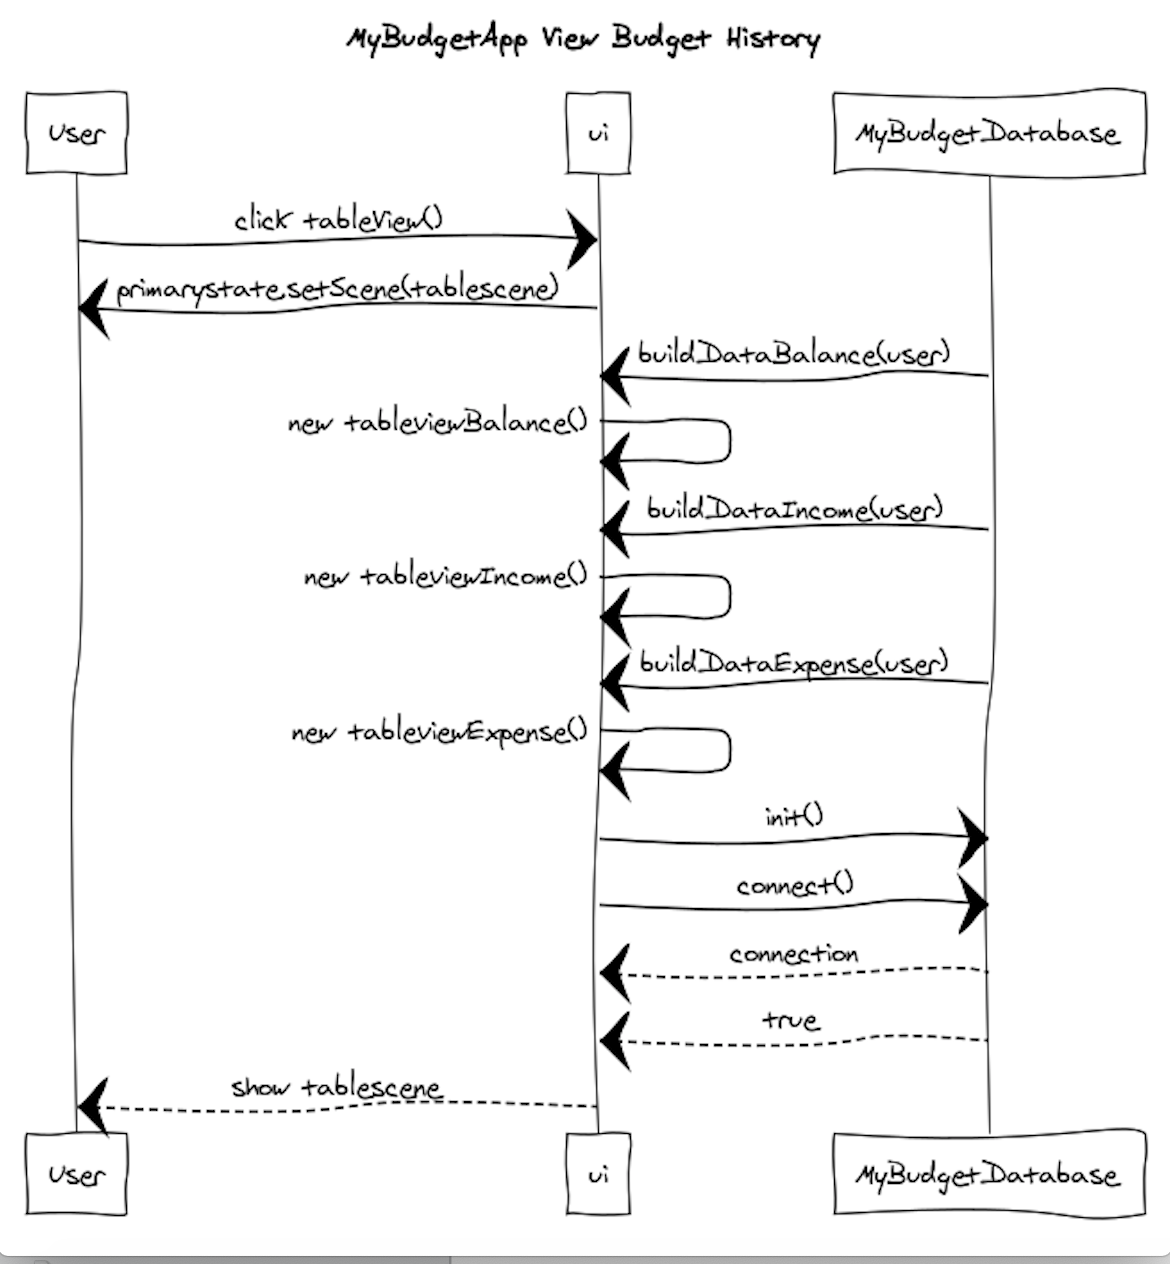 MyBudgetApp View Budget History
User
ui
MyBudgetDatabase
click tableView()
primarystate.setScene(tablescene)
buildDataBalance(user)
new tableviewBalance()
buildDataIncome(user)
new tableviewIncome()
buildDataExpense(user)
new tableviewExpense()
init()
connect()
connection
true
show tablescene
User
ui
MyBudgetDatabase